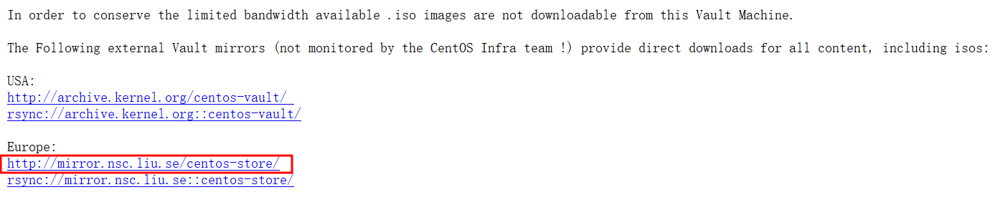 In order to conserve the limited bandwidth available .iso images are not downloadable from this Vault Machine.
The Following external Vault mirrors (not monitored by the CentOS Infra team !) provide direct downloads for all content, including isos:
USA:
http://archive.kernel.org/centos-vault/
rsync://archive.kernel.org::centos-vault/
Europe:
http://mirror.nsc.liu.se/centos-store/
rsync://mirror.nsc.liu.se::centos-store/